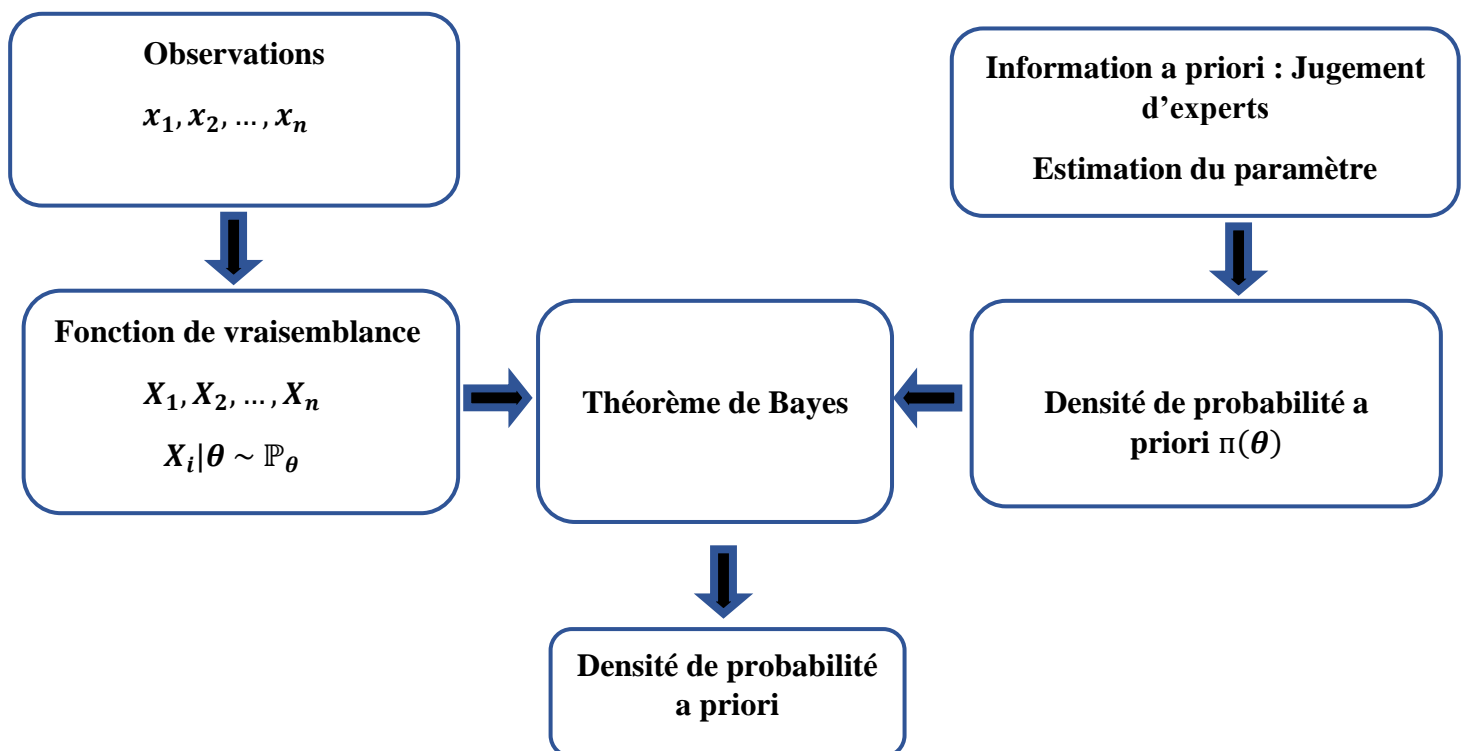 Observations
x₁, x₂, … , xₙ
Information a priori : Jugement
d’experts
Estimation du paramètre
Fonction de vraisemblance
X₁, X₂, … , Xₙ
Xᵢ|θ ~ ℙ_θ
Théorème de Bayes
Densité de probabilité a
priori π(θ)
Densité de probabilité
a priori